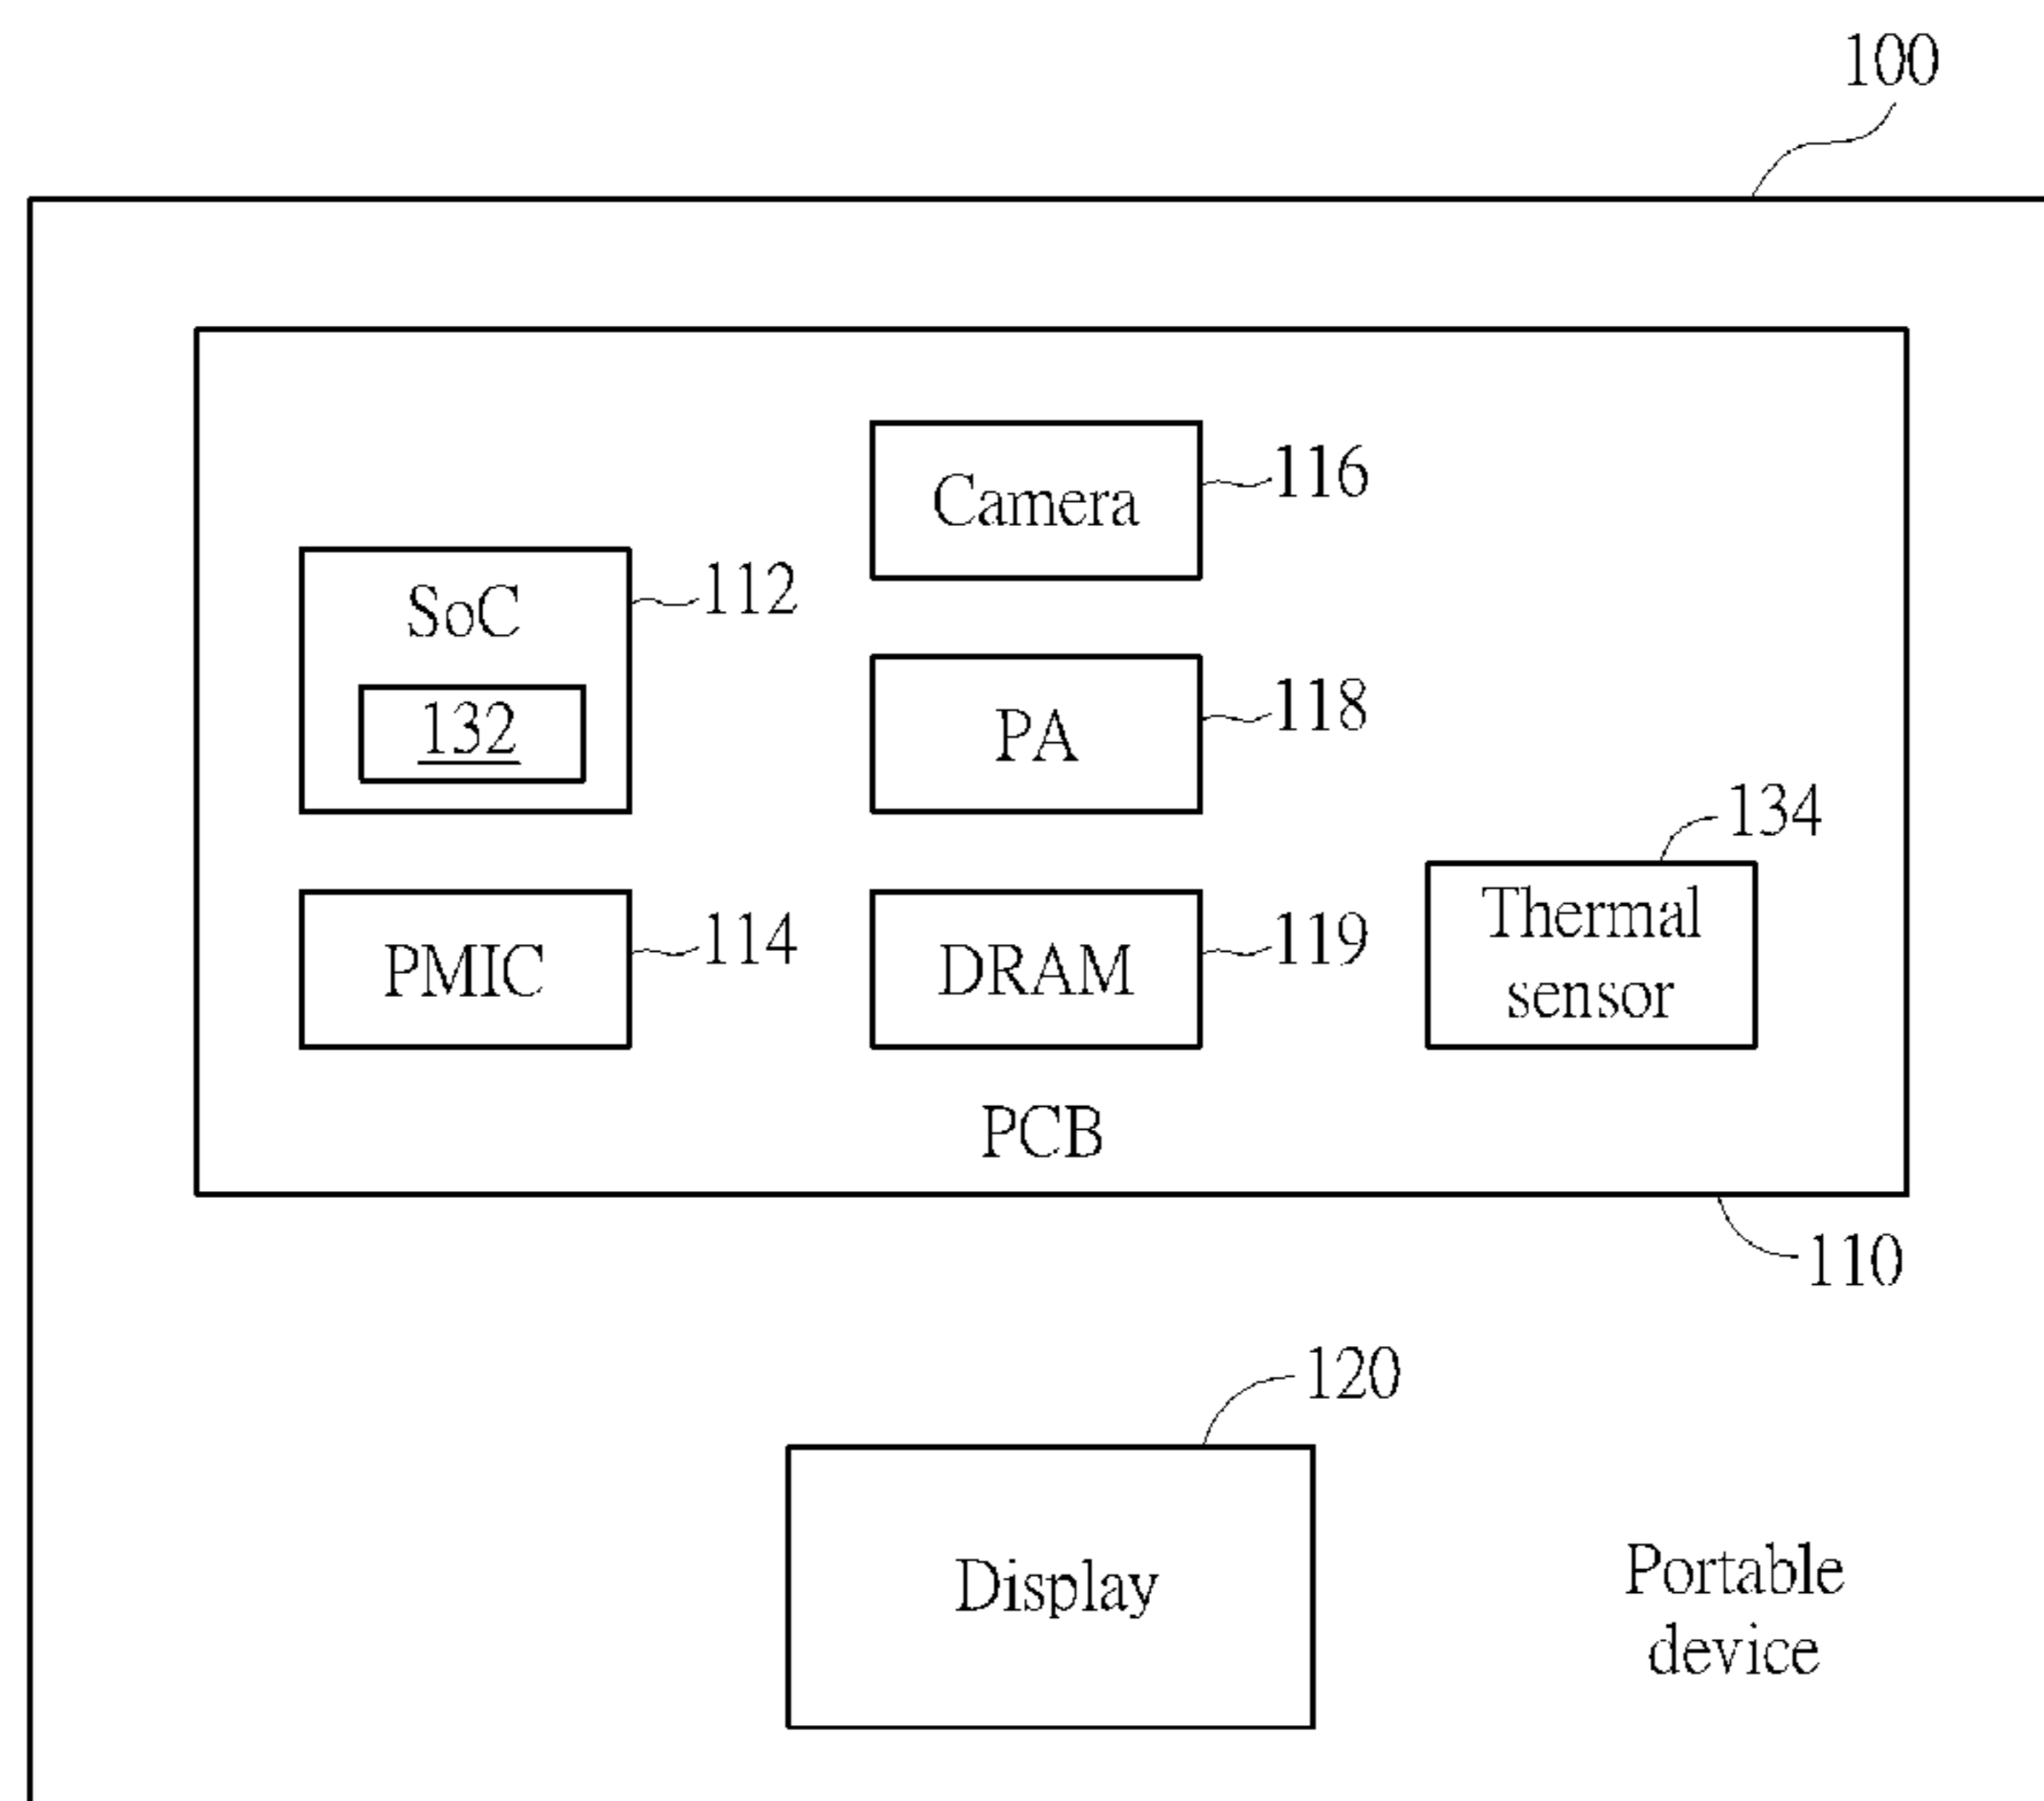 100
Camera
116
SoC
112
132
PA
118
134
Thermal
sensor
PMIC
114
DRAM
119
PCB
110
120
Display
Portable
device